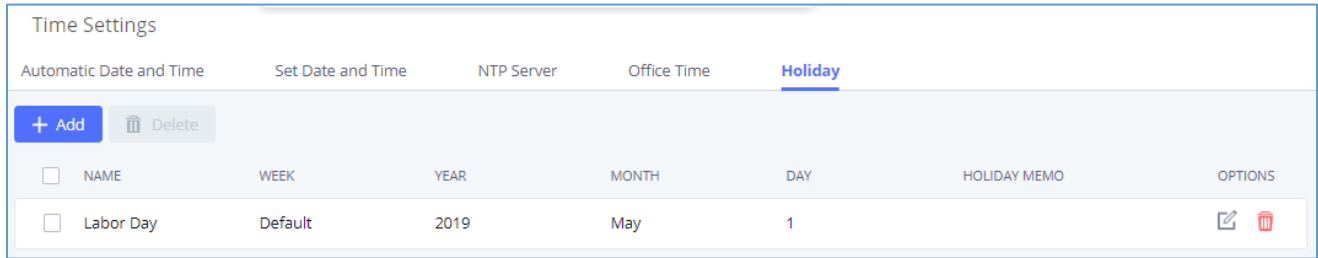 Time Settings
Automatic Date and Time Set Date and Time NTP Server Office Time Holiday
+ Add Delete
NAME WEEK YEAR MONTH DAY HOLIDAY MEMO OPTIONS
Labor Day Default 2019 May 1